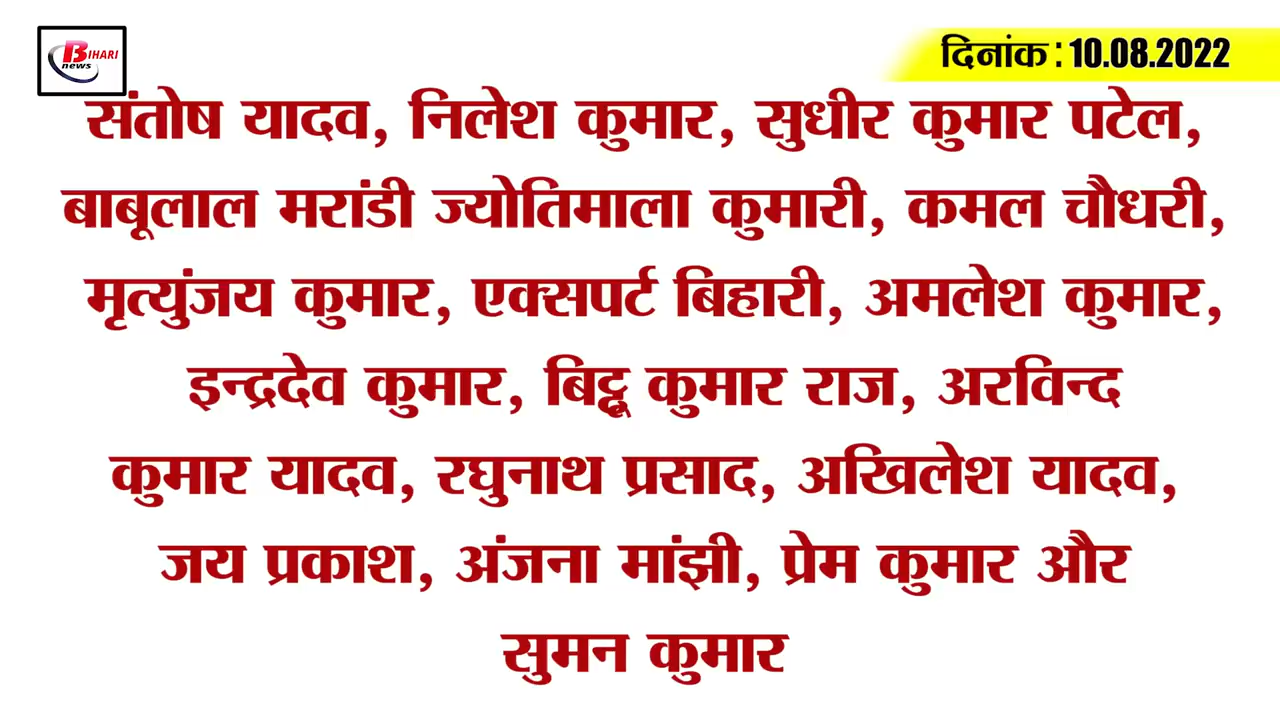 BIHARI
news
दिनांक : 10.08.2022
संतोष यादव, निलेश कुमार, सुधीर कुमार पटेल,
बाबूलाल मरांडी ज्योतिमाला कुमारी, कमल चौधरी,
मृत्युंजय कुमार, एक्सपर्ट बिहारी, अमलेश कुमार,
इन्द्रदेव कुमार, बिट्टू कुमार राज, अरविन्द
कुमार यादव, रघुनाथ प्रसाद, अखिलेश यादव,
जय प्रकाश, अंजना मांझी, प्रेम कुमार और
सुमन कुमार